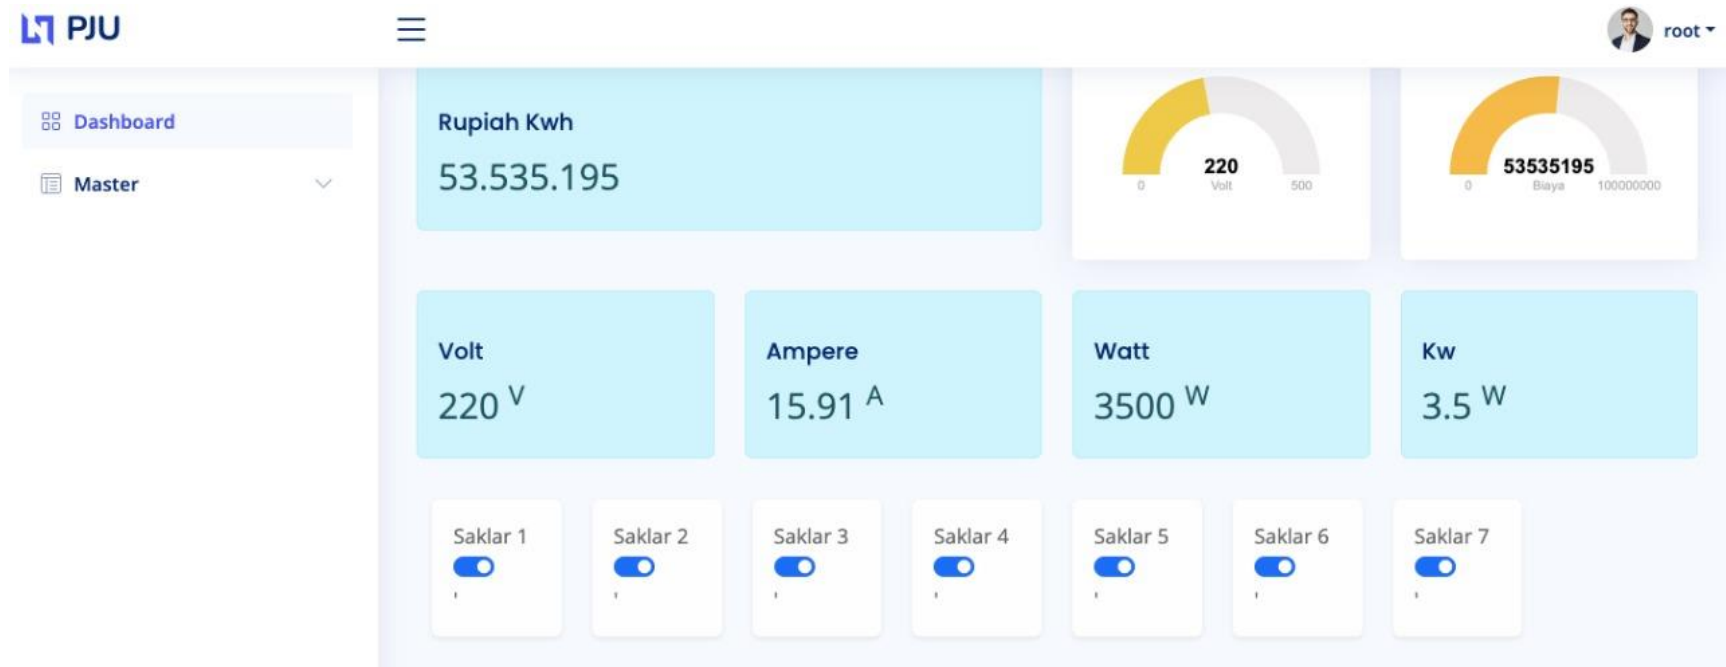 PJU
root
Dashboard
Master
Rupiah Kwh
53.535.195
220
0 Volt 500
53535195
0 Biaya 100000000
Volt
220 V
Ampere
15.91 A
Watt
3500 W
Kw
3.5 W
Saklar 1
'
Saklar 2
'
Saklar 3
'
Saklar 4
'
Saklar 5
'
Saklar 6
'
Saklar 7
'